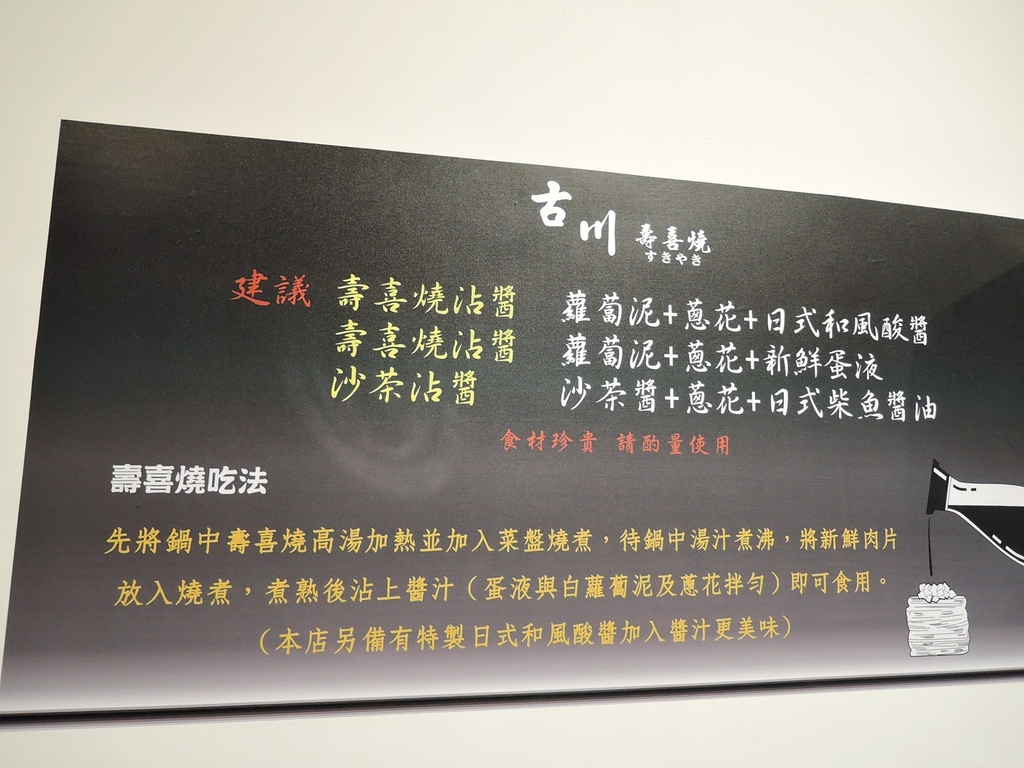 古川 壽喜燒
すきやき
建議 壽喜燒沾醬 蘿蔔泥+蔥花+日式和風酸醬
壽喜燒沾醬 蘿蔔泥+蔥花+新鮮蛋液
沙茶沾醬 沙茶醬+蔥花+日式柴魚醬油
食材珍貴 請酌量使用
壽喜燒吃法
先將鍋中壽喜燒高湯加熱並加入菜盤燒煮，待鍋中湯汁煮沸，將新鮮肉片
放入燒煮，煮熟後沾上醬汁（蛋液與白蘿蔔泥及蔥花拌勻）即可食用。
（本店另備有特製日式和風酸醬加入醬汁更美味）